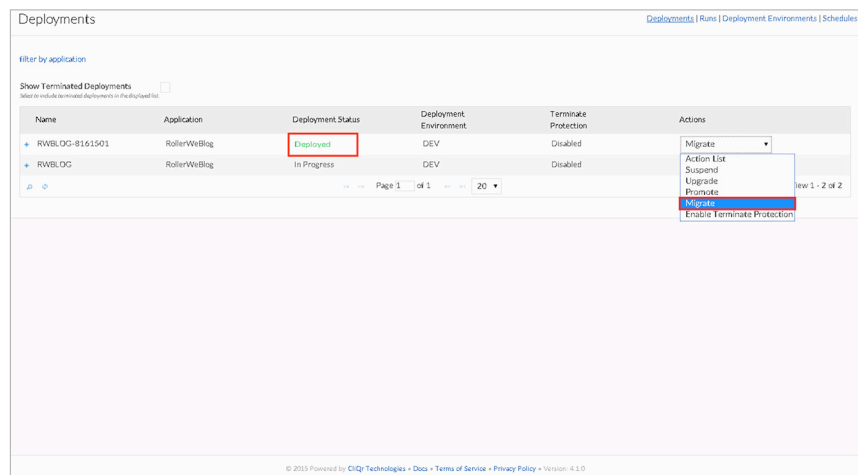 Deployments
Deployments | Runs | Deployment Environments | Schedules
filter by application
Show Terminated Deployments
Select to include terminated deployments in the displayed list.
Name Application Deployment Status Deployment Environment Terminate Protection Actions
RWBLOG-8161501 RollerWeBlog Deployed DEV Disabled Migrate
RWBLOG RollerWeBlog In Progress DEV Disabled
Action List
Suspend
Upgrade
Promote
Migrate
Enable Terminate Protection
Page 1 of 1 20 iew 1 - 2 of 2
© 2015 Powered by CliQr Technologies • Docs • Terms of Service • Privacy Policy • Version: 4.1.0